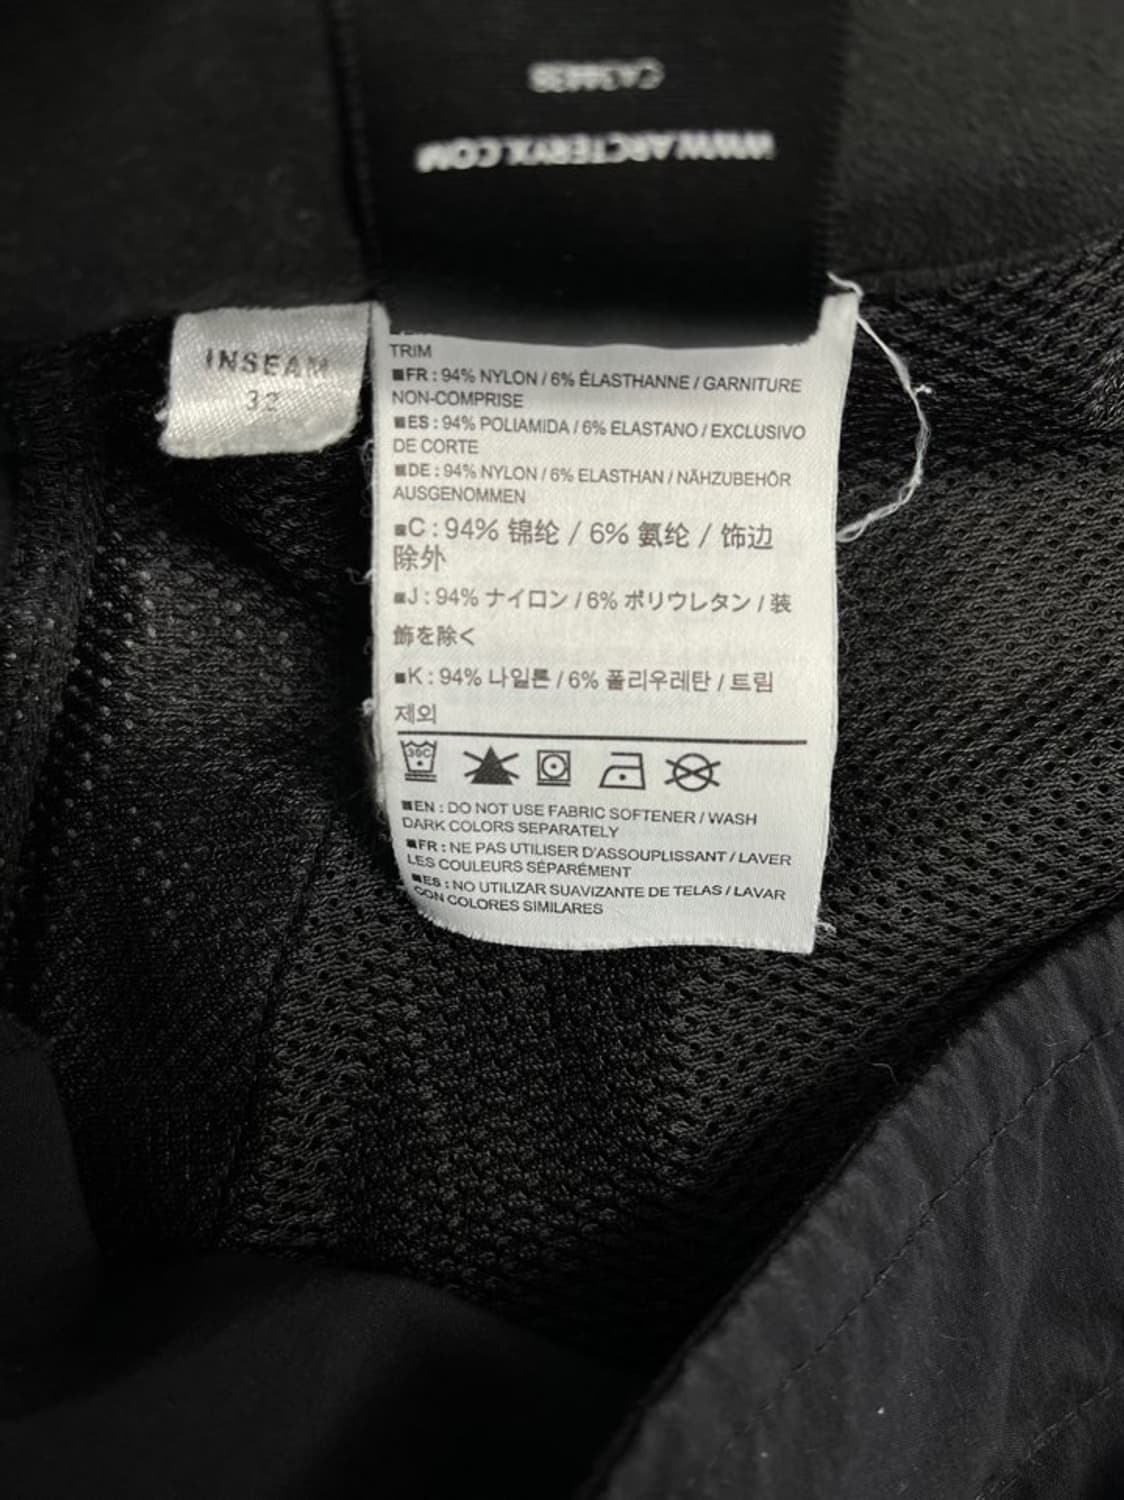 CA34436
WWW.ARCTERYX.COM
INSEAM
32
TRIM
■FR : 94% NYLON / 6% ÉLASTHANNE / GARNITURE
NON-COMPRISE
■ES : 94% POLIAMIDA / 6% ELASTANO / EXCLUSIVO
DE CORTE
■DE : 94% NYLON / 6% ELASTHAN / NÄHZUBEHÖR
AUSGENOMMEN
■C : 94% 锦纶 / 6% 氨纶 / 饰边
除外
■J : 94% ナイロン / 6% ポリウレタン / 装
飾を除く
■K : 94% 나일론 / 6% 폴리우레탄 / 트림
제외
30C
■EN : DO NOT USE FABRIC SOFTENER / WASH
DARK COLORS SEPARATELY
■FR : NE PAS UTILISER D'ASSOUPLISSANT / LAVER
LES COULEURS SÉPARÉMENT
■ES : NO UTILIZAR SUAVIZANTE DE TELAS / LAVAR
CON COLORES SIMILARES